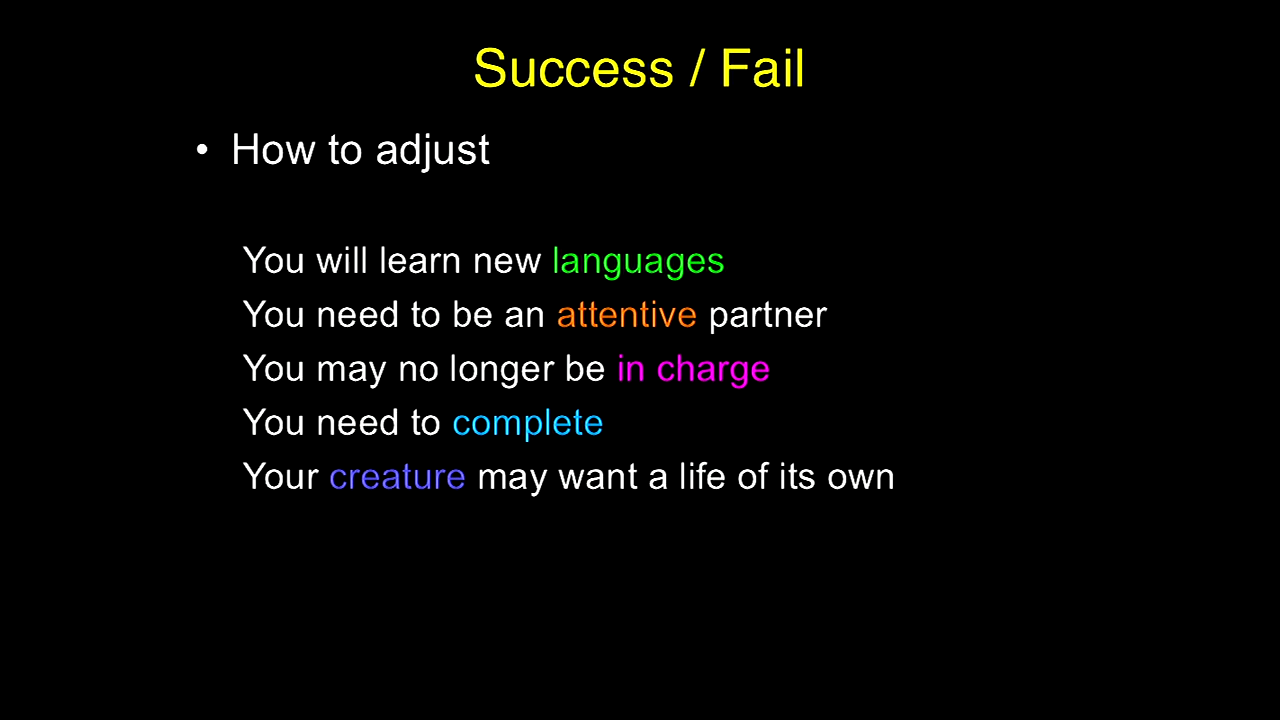 Success / Fail
• How to adjust
You will learn new languages
You need to be an attentive partner
You may no longer be in charge
You need to complete
Your creature may want a life of its own